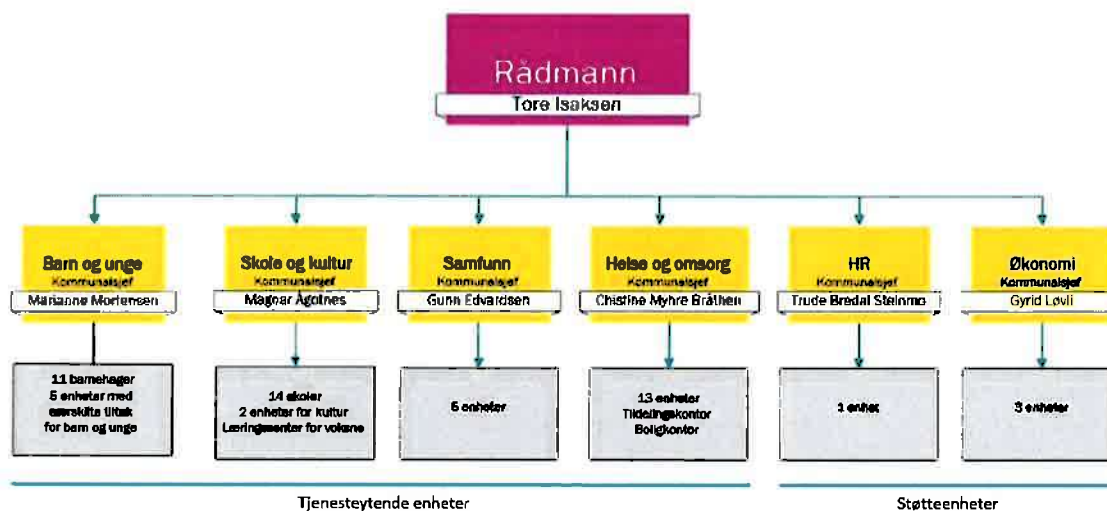 Rådmann
Tore Isaksen
Barn og unge
Kommunalsjef
Marianne Mortensen
11 barnehager
5 enheter med
særskilte tiltak
for barn og unge
Skole og kultur
Kommunalsjef
Magnar Ågotnes
14 skoler
2 enheter for kultur
Læringssenter for voksne
Samfunn
Kommunalsjef
Gunn Edvardsen
6 enheter
Helse og omsorg
Kommunalsjef
Christine Myhre Bråthen
13 enheter
Tildelingskontor
Boligkontor
HR
Kommunalsjef
Trude Bredal Steinmo
1 enhet
Økonomi
Kommunalsjef
Gyrid Løvli
3 enheter
Tjenesteytende enheter
Støtteenheter